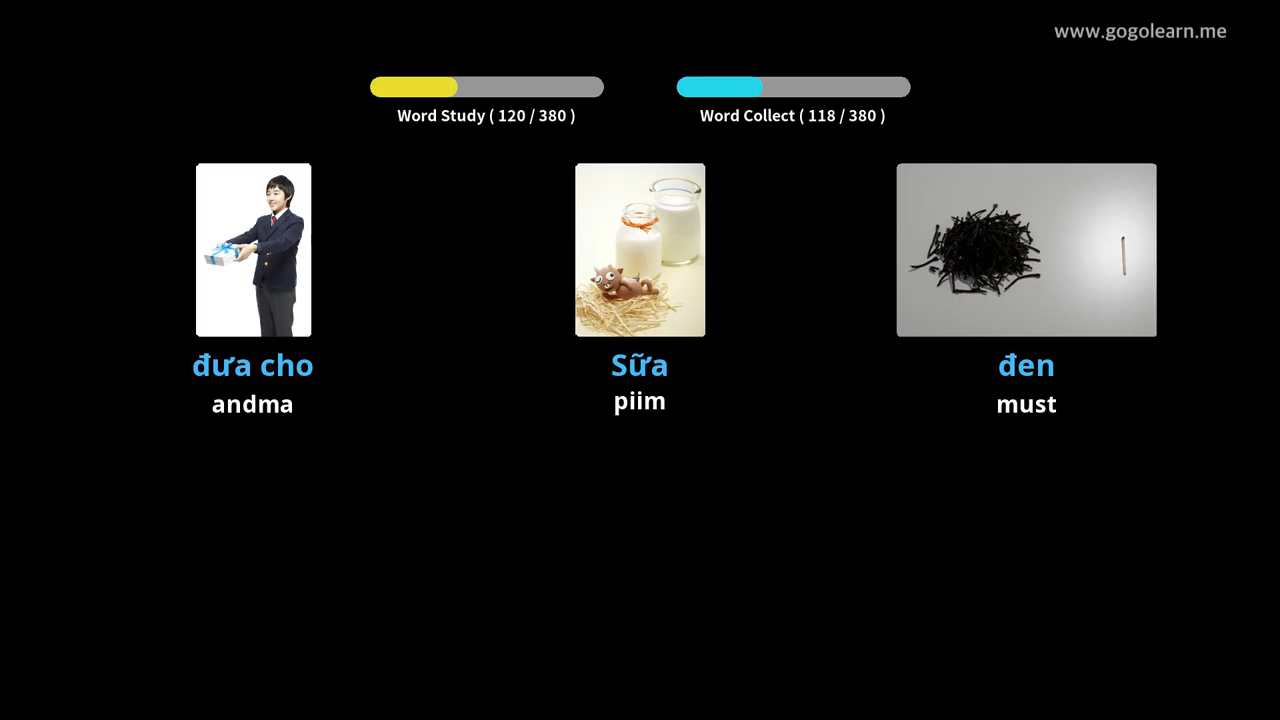 www.gogolearn.me
Word Study ( 120 / 380 )
Word Collect ( 118 / 380 )
đưa cho
andma
Sữa
piim
đen
must